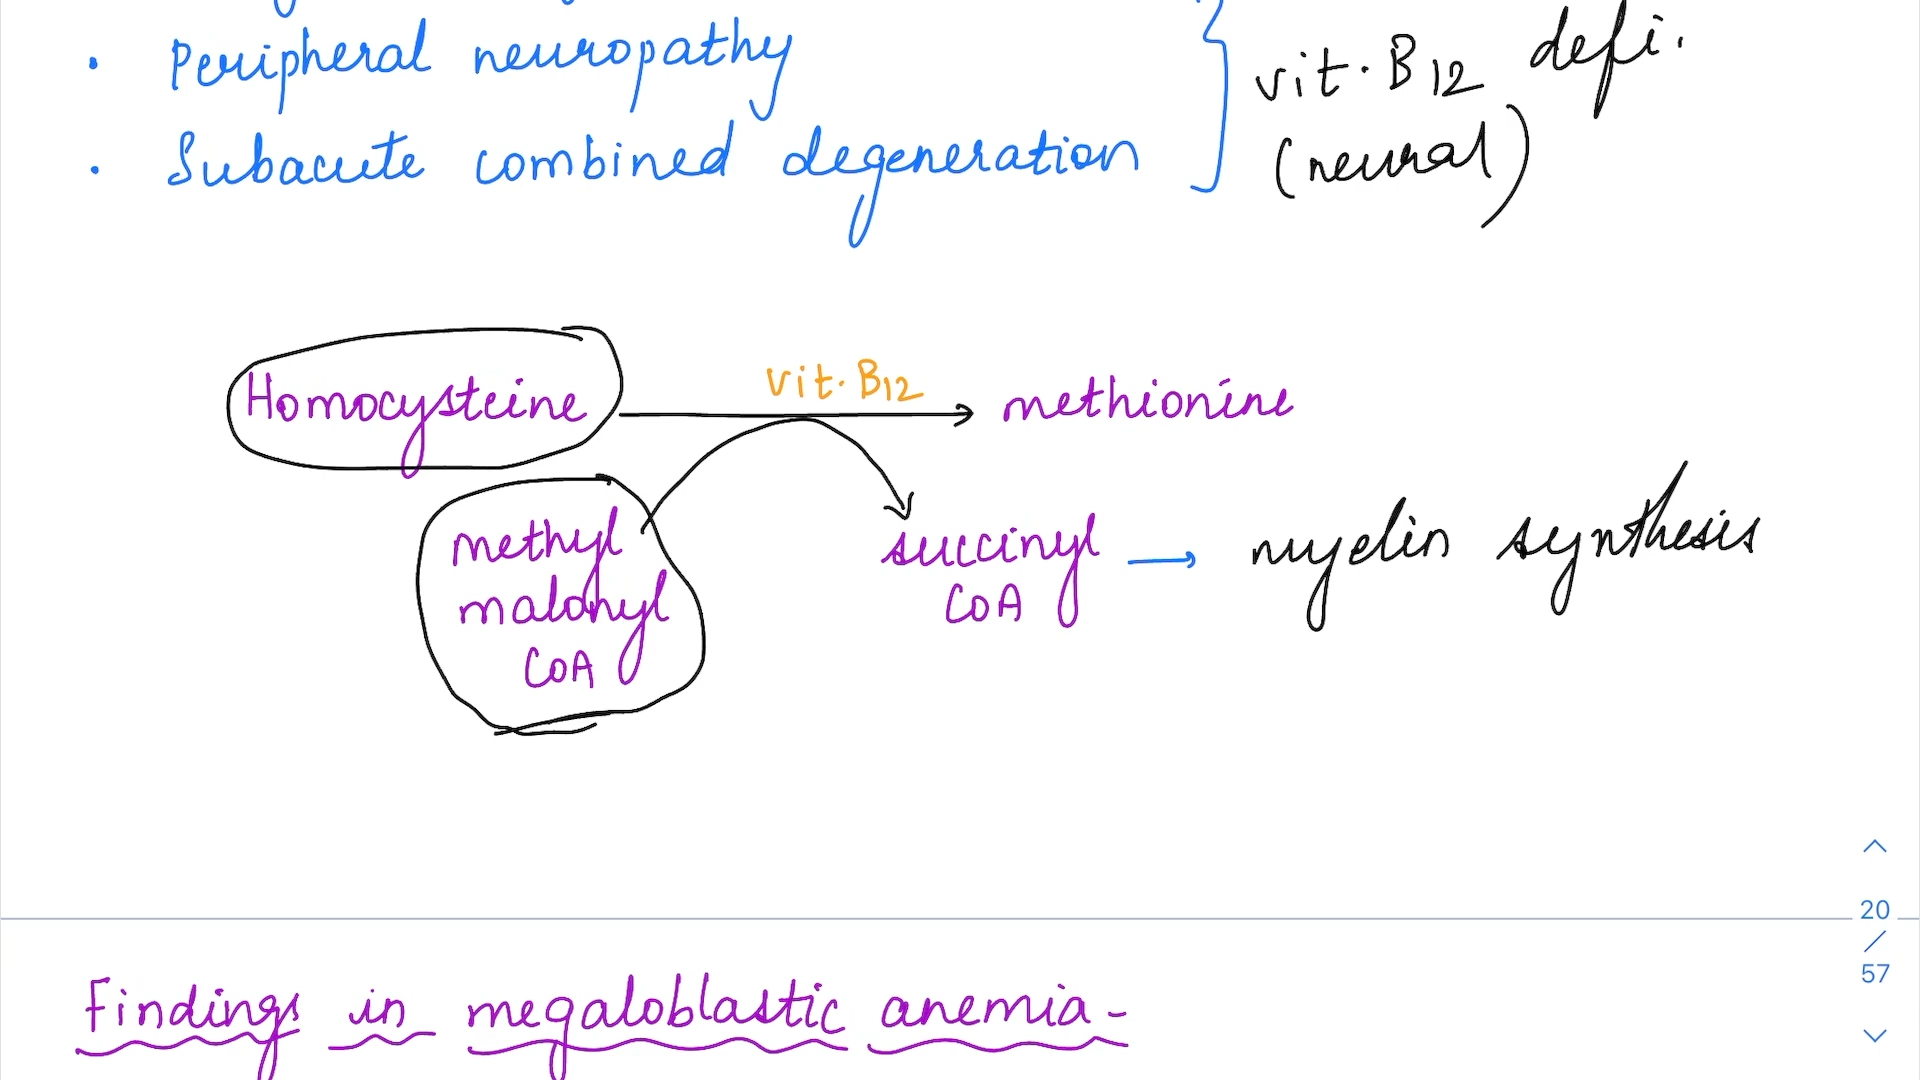 • Peripheral neuropathy
• Subacute combined degeneration
vit. B12 defi.
(neural)
Homocysteine
vit. B12
methionine
methyl
malonyl
CoA
succinyl
CoA
myelin synthesis
20
/
57
Findings in megaloblastic anemia-